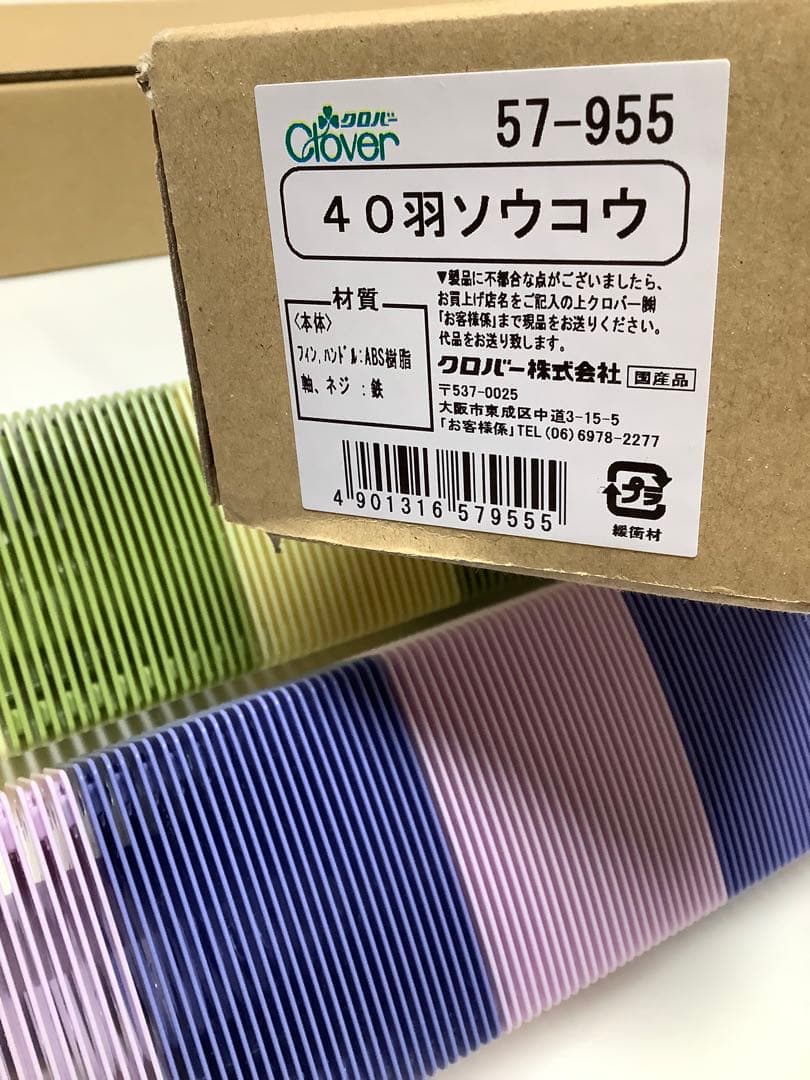 クロバー
Clover
57-955
40羽ソウコウ
材質
〈本体〉
フィン､ハンドル:ABS樹脂
軸、ネジ :鉄
▼製品に不都合な点がございましたら、
お買上げ店名をご記入の上クロバー㈱
「お客様係」まで現品をお送りください。
代品をお送り致します。
クロバー株式会社 国産品
〒537-0025
大阪市東成区中道3-15-5
「お客様係」TEL(06)6978-2277
4 901316 579555
プラ
緩衝材